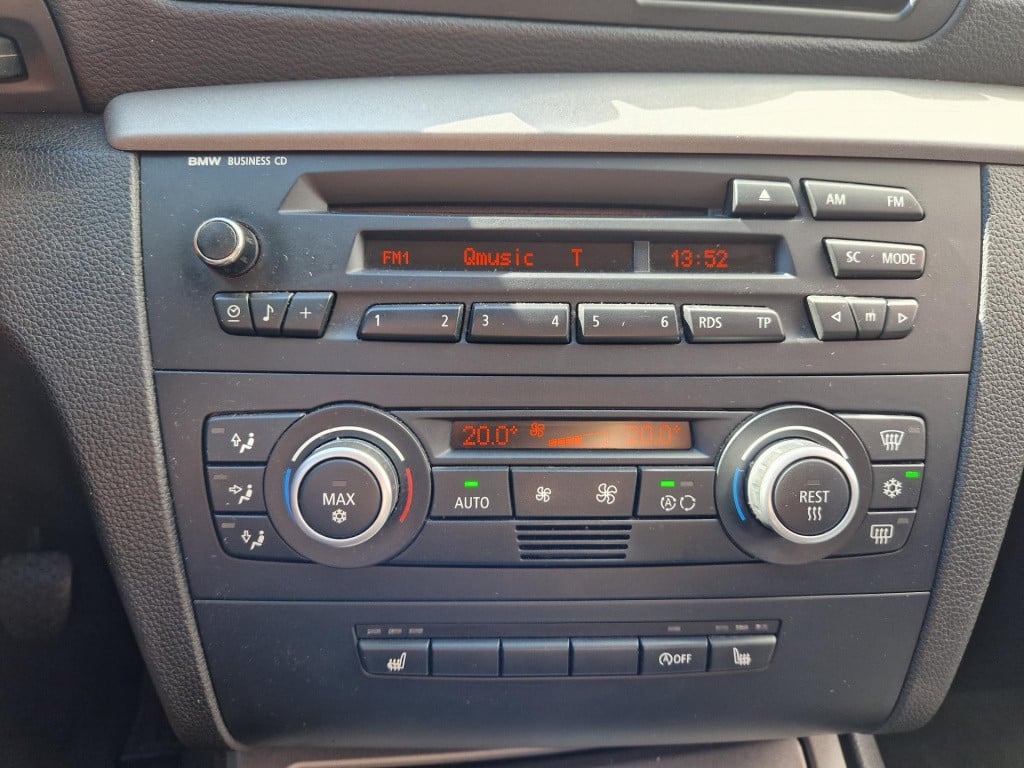 BMW BUSINESS CD
AM FM
FM1 Qmusic T 13:52
SC · MODE
1 2 3 4 5 6 RDS TP
+ m
20.0° 20.0°
MAX AUTO REST
A
A OFF